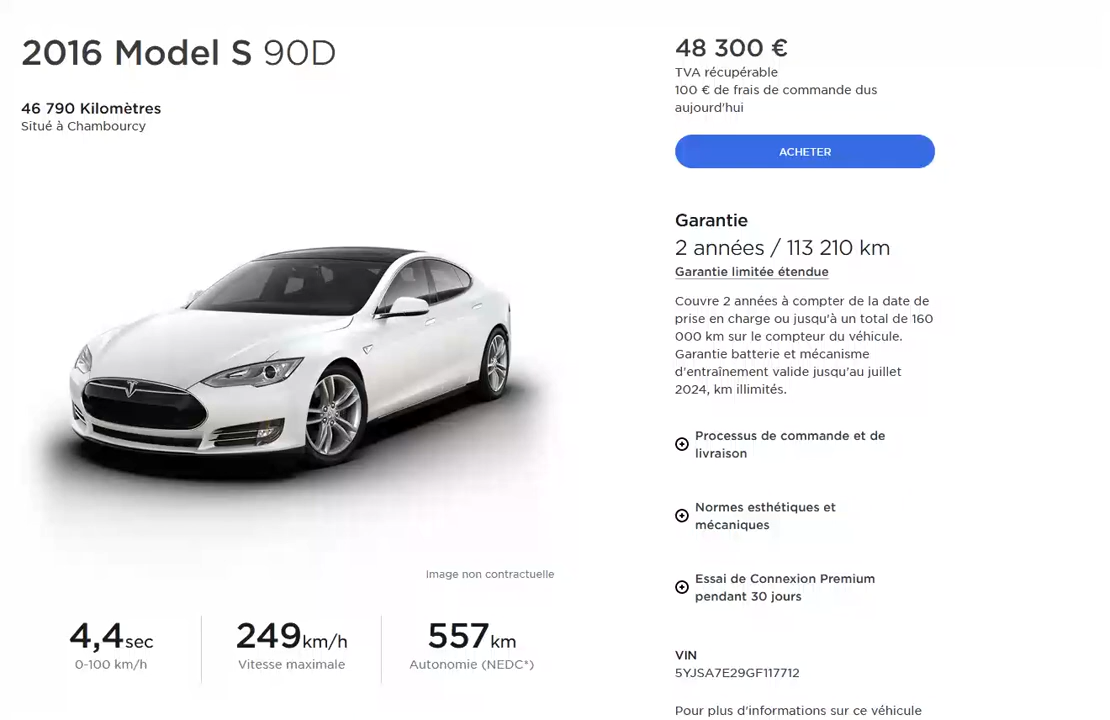 2016 Model S 90D
46 790 Kilomètres
Situé à Chambourcy
Image non contractuelle
4,4sec
0-100 km/h
249km/h
Vitesse maximale
557km
Autonomie (NEDC*)
48 300 €
TVA récupérable
100 € de frais de commande dus
aujourd'hui
ACHETER
Garantie
2 années / 113 210 km
Garantie limitée étendue
Couvre 2 années à compter de la date de
prise en charge ou jusqu'à un total de 160
000 km sur le compteur du véhicule.
Garantie batterie et mécanisme
d'entraînement valide jusqu'au juillet
2024, km illimités.
Processus de commande et de
livraison
Normes esthétiques et
mécaniques
Essai de Connexion Premium
pendant 30 jours
VIN
5YJSA7E29GF117712
Pour plus d'informations sur ce véhicule